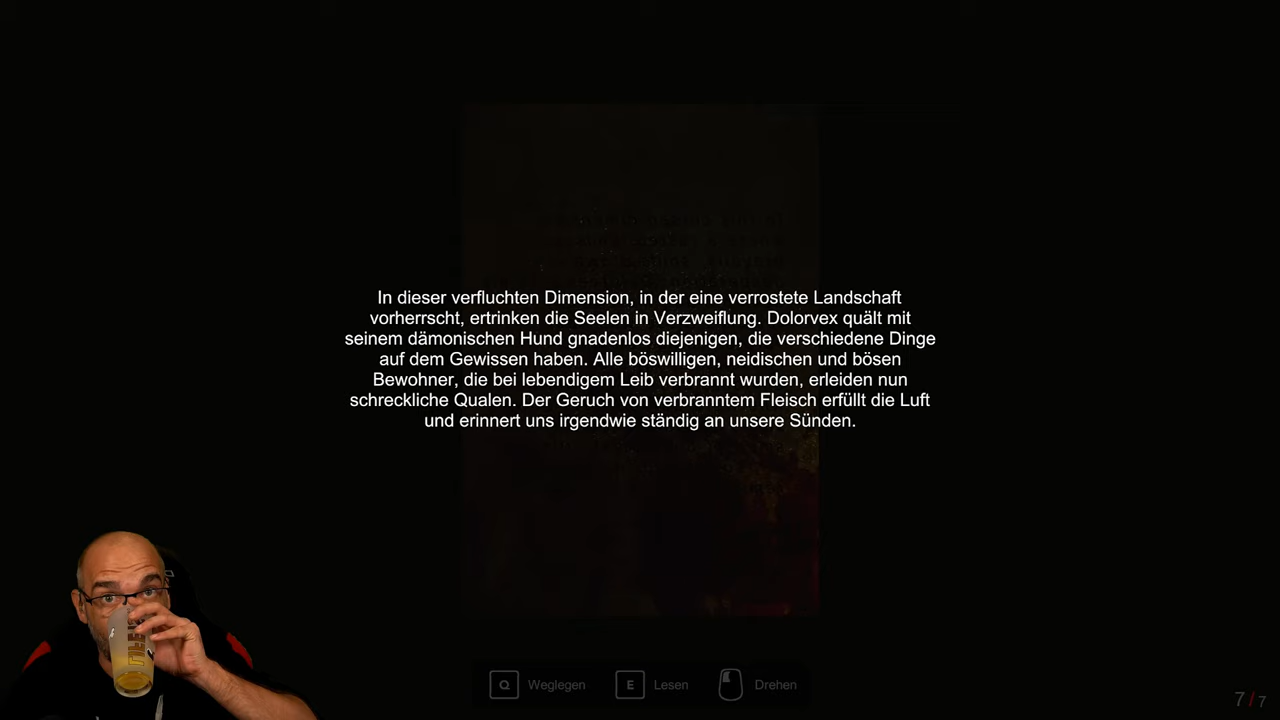 In dieser verfluchten Dimension, in der eine verrostete Landschaft
vorherrscht, ertrinken die Seelen in Verzweiflung. Dolorvex quält mit
seinem dämonischen Hund gnadenlos diejenigen, die verschiedene Dinge
auf dem Gewissen haben. Alle böswilligen, neidischen und bösen
Bewohner, die bei lebendigem Leib verbrannt wurden, erleiden nun
schreckliche Qualen. Der Geruch von verbranntem Fleisch erfüllt die Luft
und erinnert uns irgendwie ständig an unsere Sünden.
Q Weglegen E Lesen Drehen
7/7